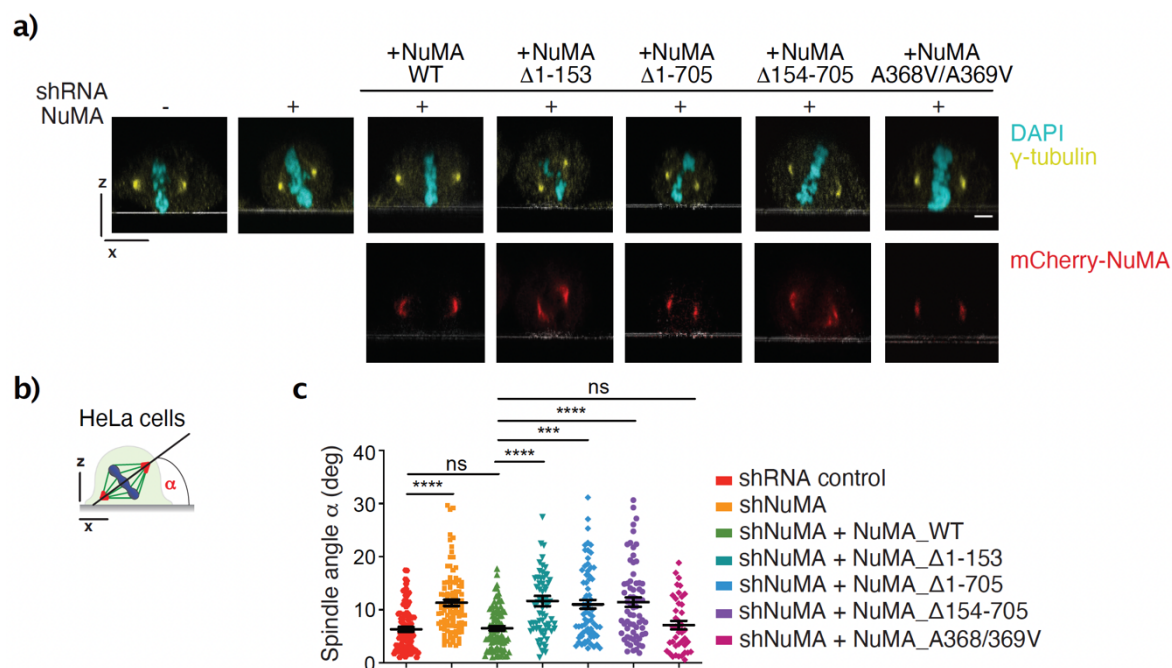 a)
+NuMA +NuMA +NuMA +NuMA +NuMA
WT Δ1-153 Δ1-705 Δ154-705 A368V/A369V
shRNA
NuMA
- + + + + + +
DAPI
γ-tubulin
z
x
mCherry-NuMA
b)
HeLa cells
z
α
x
c
ns
****
***
ns ****
****
Spindle angle α (deg)
40
30
20
10
0
shRNA control
shNuMA
shNuMA + NuMA_WT
shNuMA + NuMA_Δ1-153
shNuMA + NuMA_Δ1-705
shNuMA + NuMA_Δ154-705
shNuMA + NuMA_A368/369V